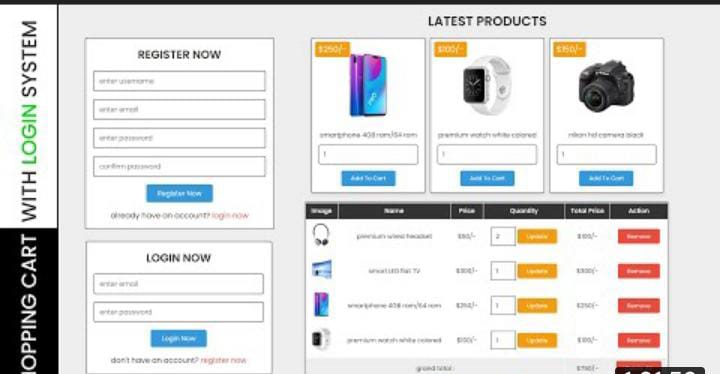 OPPING CART WITH LOGIN SYSTEM
REGISTER NOW
enter username
enter email
enter password
confirm password
Register Now
already have an account? login now
LOGIN NOW
enter email
enter password
Login Now
don't have an account? register now
LATEST PRODUCTS
$250/- $100/- $150/-
smartphone 4GB ram/64 rom premium watch white colored nikon hd camera black
1 1 1
Add To Cart Add To Cart Add To Cart
Image Name Price Quantity Total Price Action
premium wired headset $50/- 2 Update $100/- Remove
smart LED flat TV $300/- 1 Update $300/- Remove
smartphone 4GB ram/64 rom $250/- 1 Update $250/- Remove
premium watch white colored $100/- 1 Update $100/- Remove
grand total : $750/-